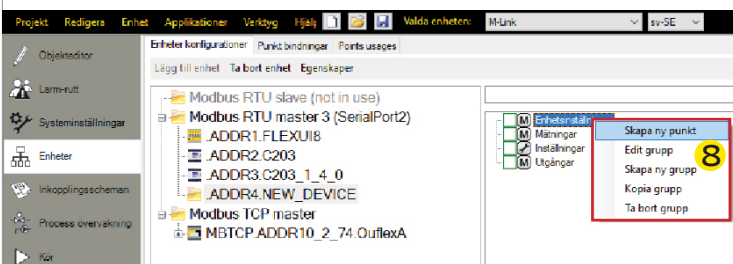 Projekt Redigera Enhet Applikationer Verktyg Hjälp Valda enheten: M-Link sv-SE
Objekteditor
Larm-rutt
Systeminställningar
Enheter
Inkopplingsscheman
Process övervakning
Kör
Enheter konfigurationer Punkt bindningar Points usages
Lägg till enhet Ta bort enhet Egenskaper
Modbus RTU slave (not in use)
Modbus RTU master 3 (SerialPort2)
.ADDR1.FLEXUI8
.ADDR2.C203
.ADDR3.C203_1_4_0
.ADDR4.NEW_DEVICE
Modbus TCP master
MBTCP.ADDR10_2_74.OuflexA
M Enhetsinställn
M Mätningar
Inställningar
M Utgångar
Skapa ny punkt
Edit grupp
Skapa ny grupp
Kopia grupp
Ta bort grupp
8